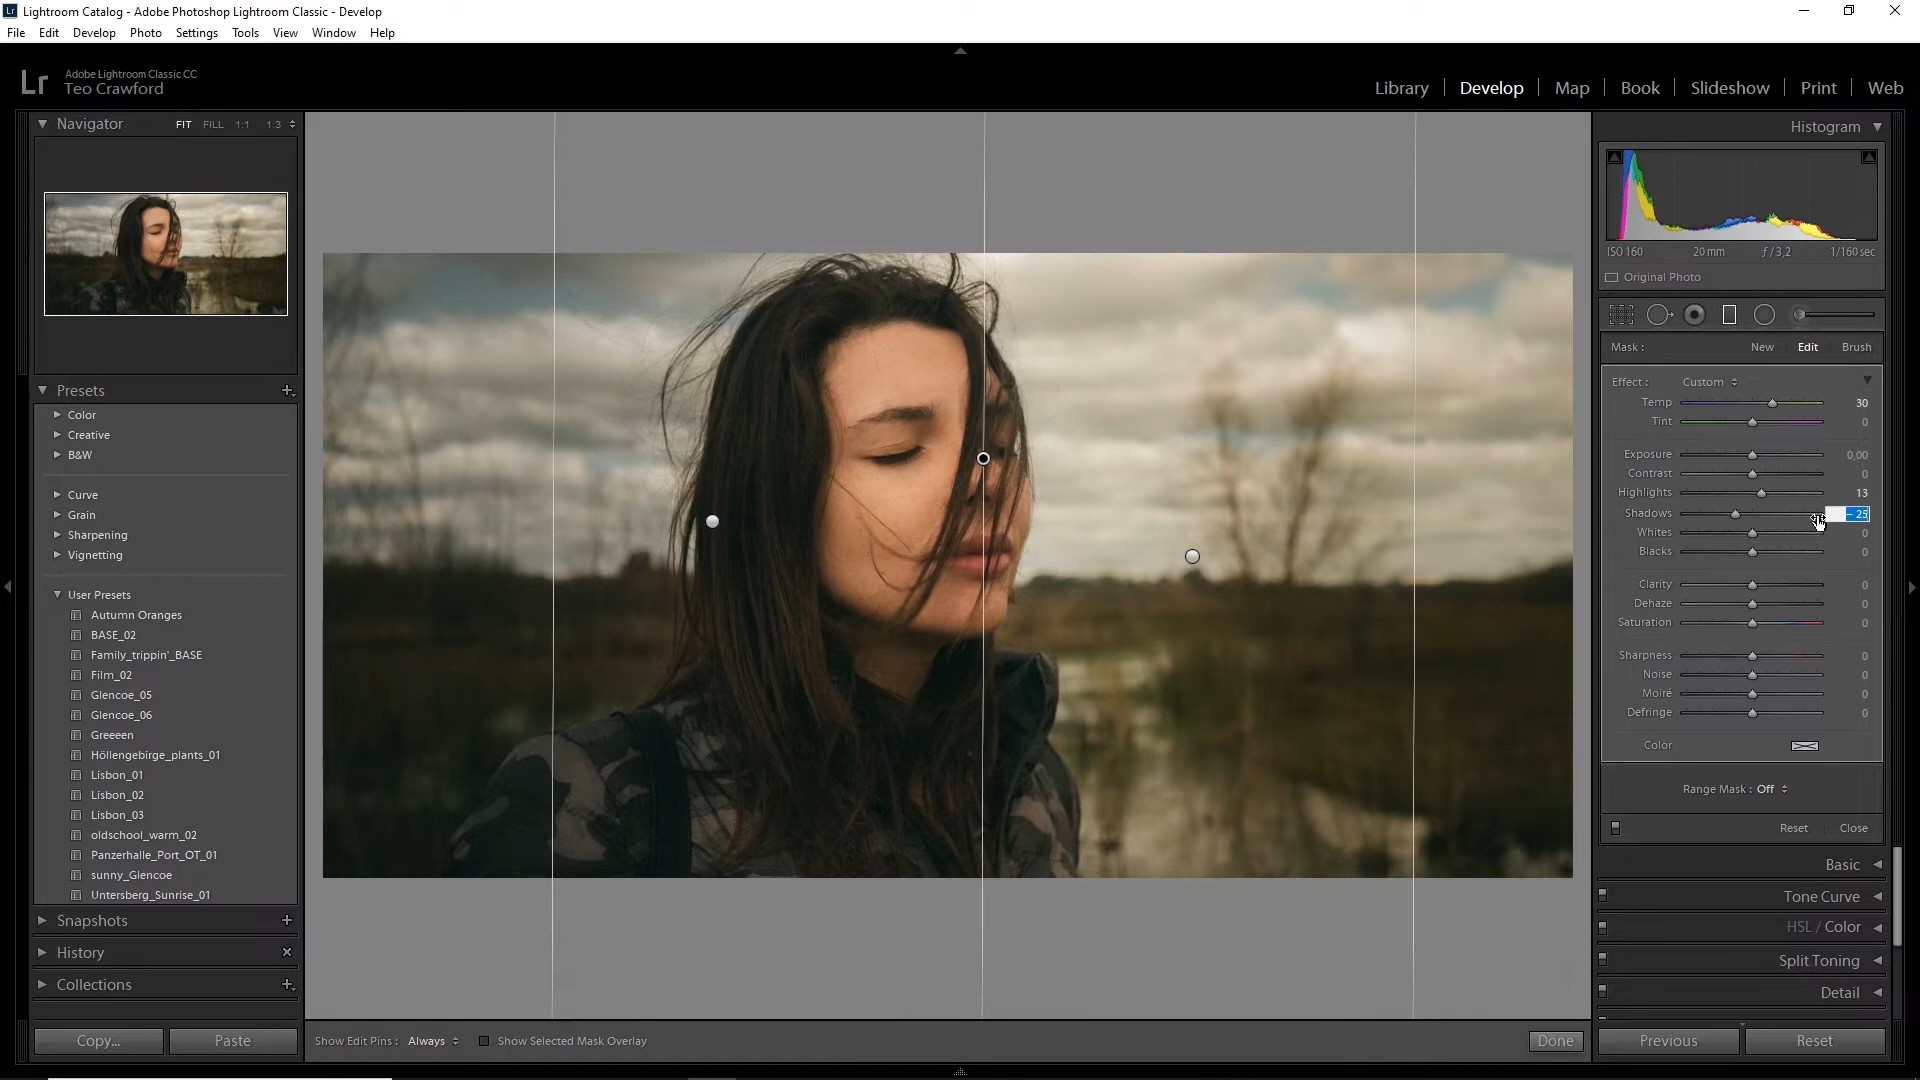 Lightroom Catalog - Adobe Photoshop Lightroom Classic - Develop
File Edit Develop Photo Settings Tools View Window Help
Lr Adobe Lightroom Classic CC
Teo Crawford
Library Develop Map Book Slideshow Print Web
Navigator FIT FILL 1:1 1:3
Presets
Color
Creative
B&W
Curve
Grain
Sharpening
Vignetting
User Presets
Autumn Oranges
BASE_02
Family_trippin'_BASE
Film_02
Glencoe_05
Glencoe_06
Greeeen
Höllengebirge_plants_01
Lisbon_01
Lisbon_02
Lisbon_03
oldschool_warm_02
Panzerhalle_Port_OT_01
sunny_Glencoe
Untersberg_Sunrise_01
Snapshots
History
Collections
Copy... Paste
Show Edit Pins: Always Show Selected Mask Overlay Done
Histogram
ISO 160 20 mm ƒ/3,2 1/160 sec
Original Photo
Mask: New Edit Brush
Effect: Custom
Temp 30
Tint 0
Exposure 0,00
Contrast 0
Highlights 13
Shadows – 25
Whites 0
Blacks 0
Clarity 0
Dehaze 0
Saturation 0
Sharpness 0
Noise 0
Moiré 0
Defringe 0
Color
Range Mask: Off
Reset Close
Basic
Tone Curve
HSL / Color
Split Toning
Detail
Previous Reset